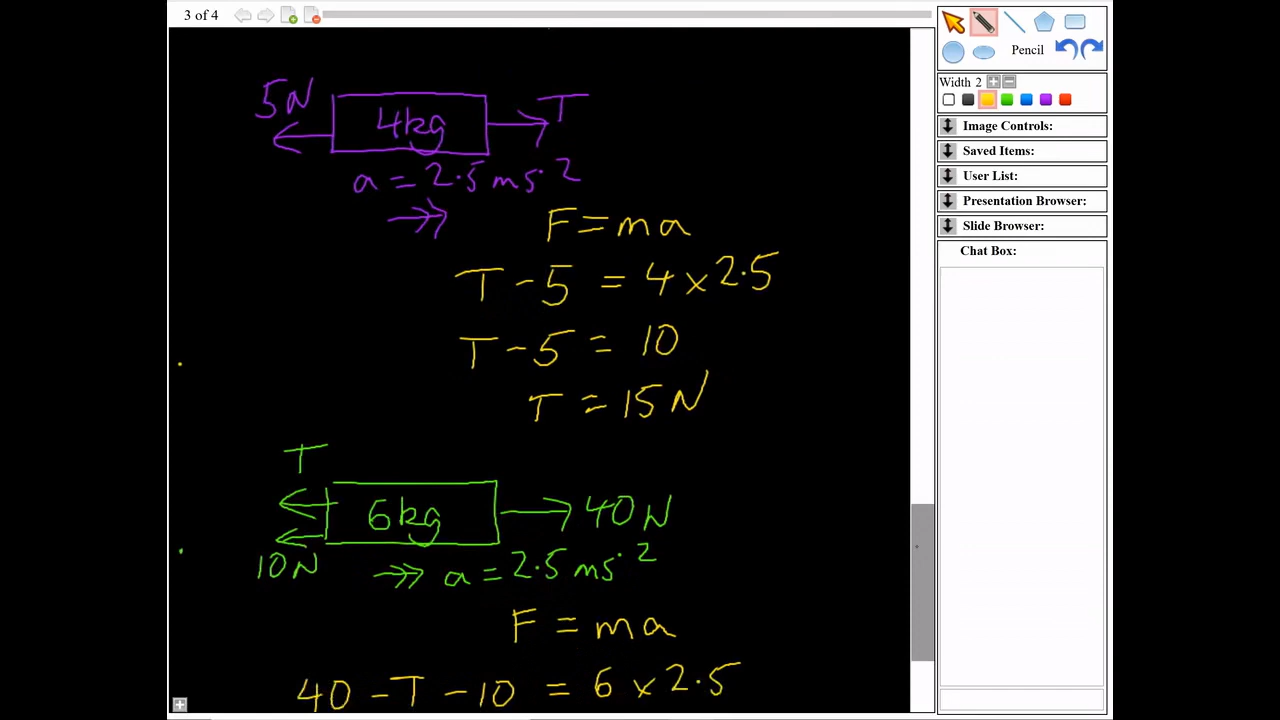 3 of 4
5N
4kg
T
a = 2.5 ms⁻²
F = ma
T - 5 = 4 x 2.5
T - 5 = 10
T = 15N
T
6kg
40N
10N
a = 2.5 ms⁻²
F = ma
40 - T - 10 = 6 x 2.5
Pencil
Width 2
Image Controls:
Saved Items:
User List:
Presentation Browser:
Slide Browser:
Chat Box: